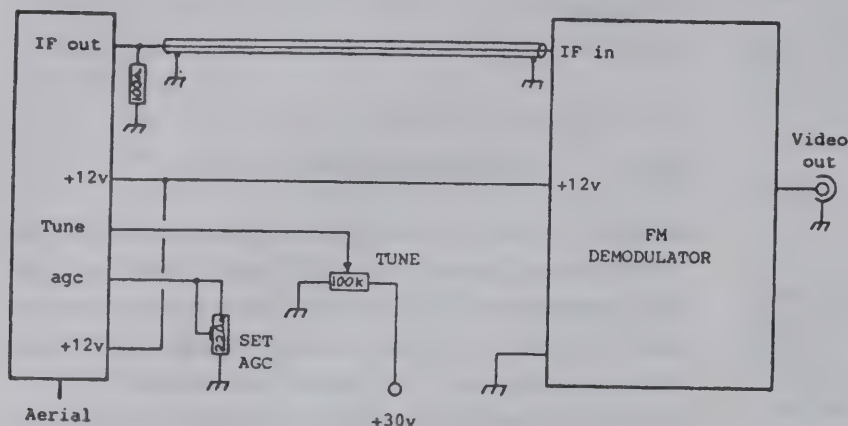 IF out
IF in
100Ω
Video
out
+12v
+12v
Tune
FM
DEMODULATOR
TUNE
100k
agc
SET
AGC
+12v
Aerial
+30v